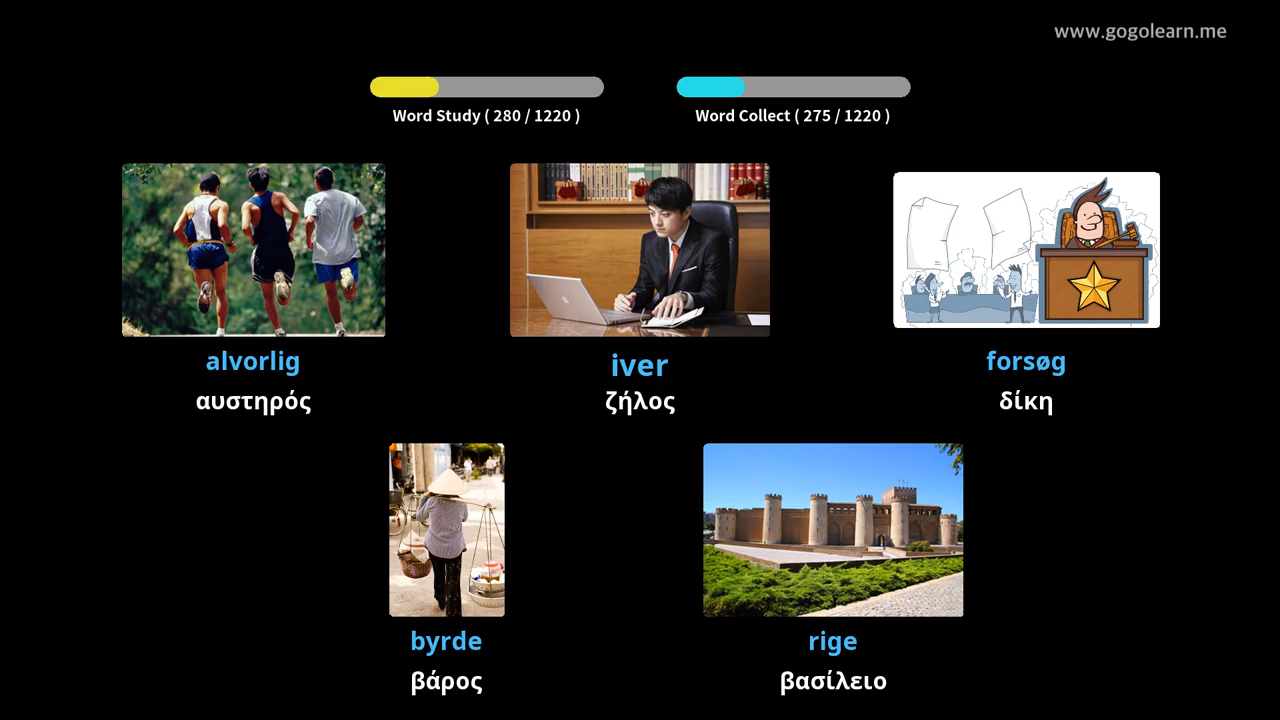 www.gogolearn.me
Word Study ( 280 / 1220 )
Word Collect ( 275 / 1220 )
alvorlig
αυστηρός
iver
ζήλος
forsøg
δίκη
byrde
βάρος
rige
βασίλειο